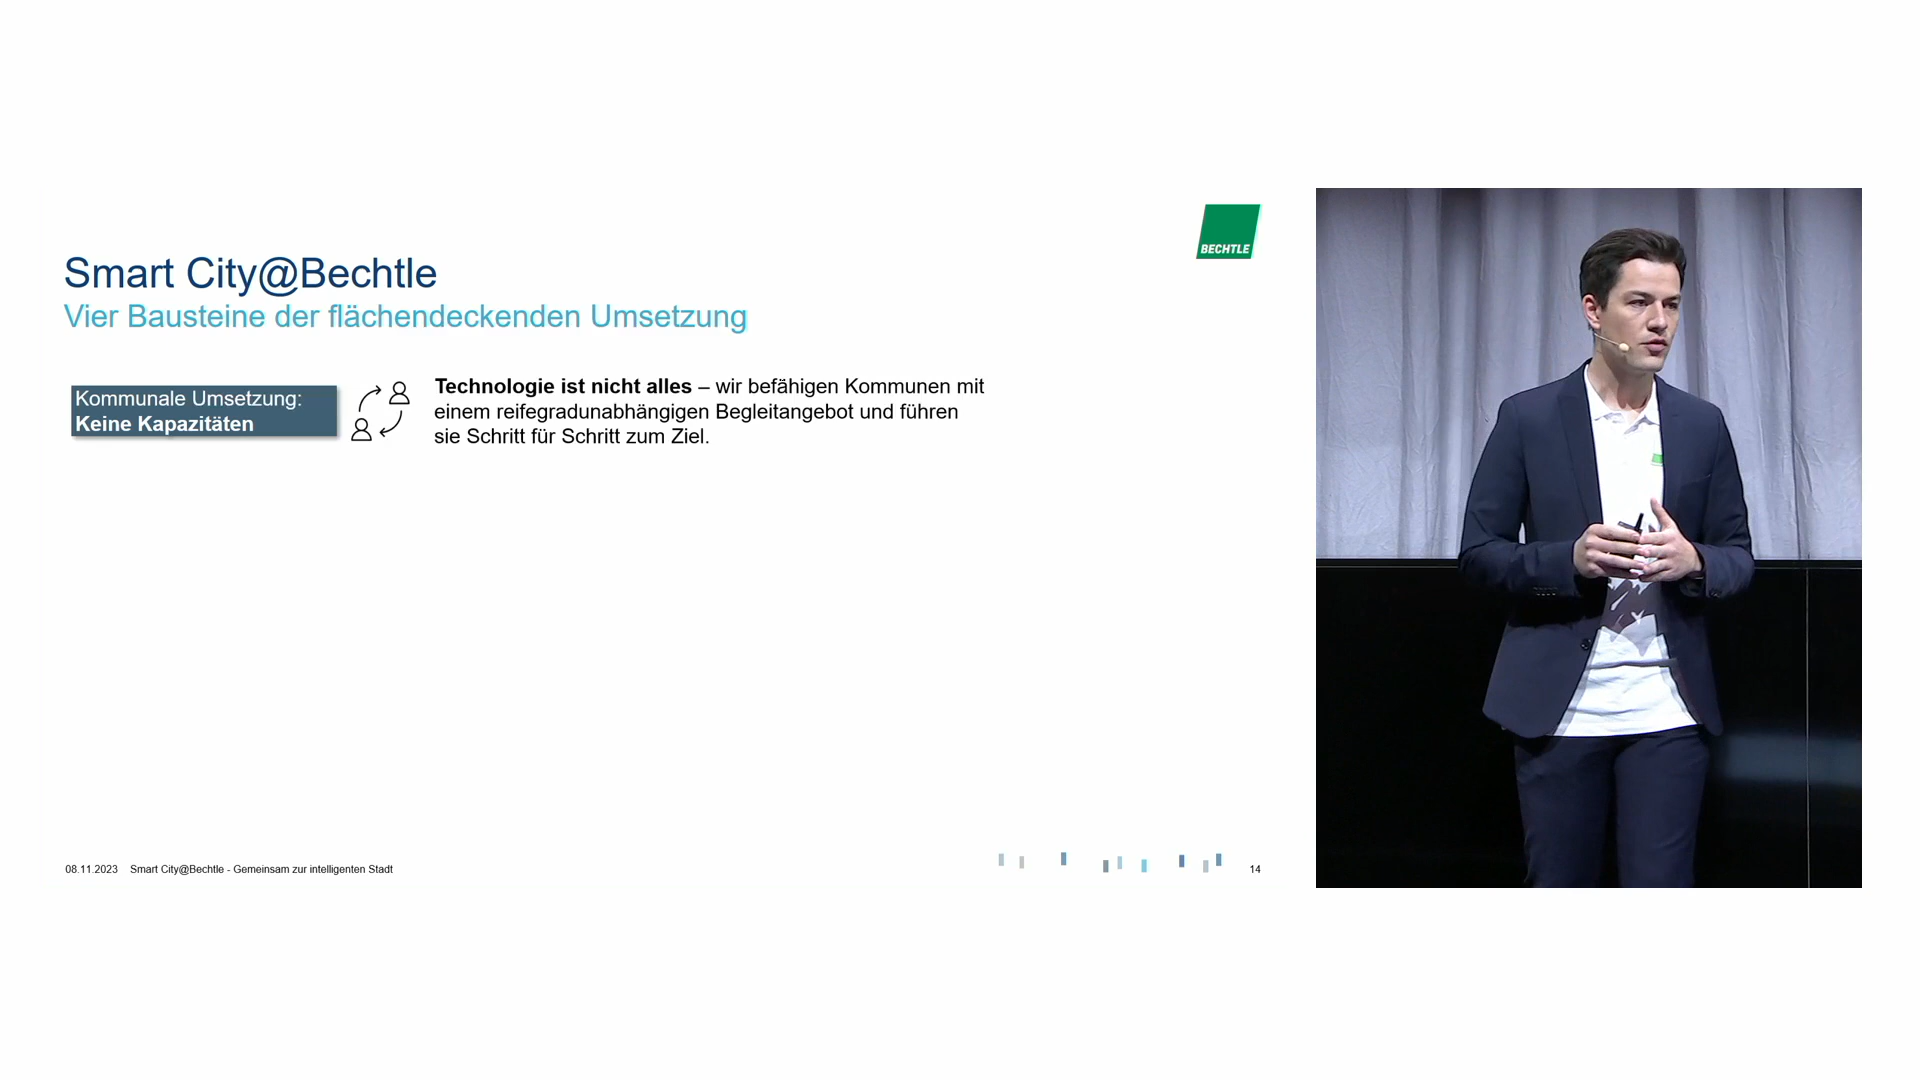 BECHTLE
Smart City@Bechtle
Vier Bausteine der flächendeckenden Umsetzung
Kommunale Umsetzung:
Keine Kapazitäten
Technologie ist nicht alles – wir befähigen Kommunen mit
einem reifegradunabhängigen Begleitangebot und führen
sie Schritt für Schritt zum Ziel.
08.11.2023 Smart City@Bechtle - Gemeinsam zur intelligenten Stadt
14